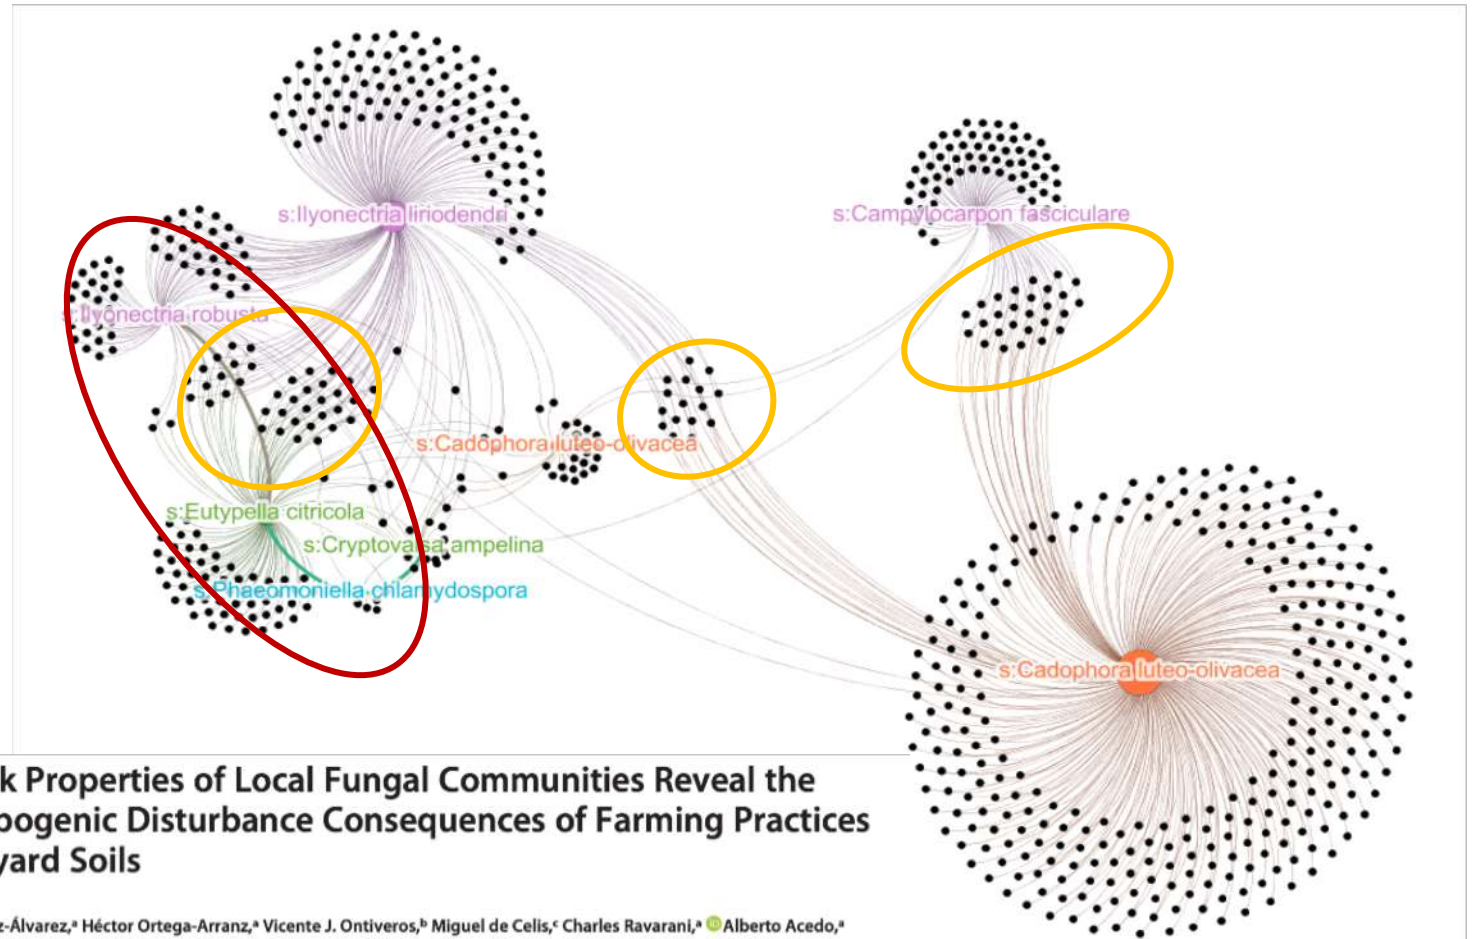 s:Ilyonectria liriodendri
s:Campylocarpon fasciculare
s:Ilyonectria robusta
s:Cadophora luteo-olivacea
s:Eutypella citricola
s:Cryptovalsa ampelina
s:Phaeomoniella chlamydospora
s:Cadophora luteo-olivacea
k Properties of Local Fungal Communities Reveal the
pogenic Disturbance Consequences of Farming Practices
yard Soils
z-Álvarez,ᵃ Héctor Ortega-Arranz,ᵃ Vicente J. Ontiveros,ᵇ Miguel de Celis,ᶜ Charles Ravarani,ᵃ Alberto Acedo,ᵃ